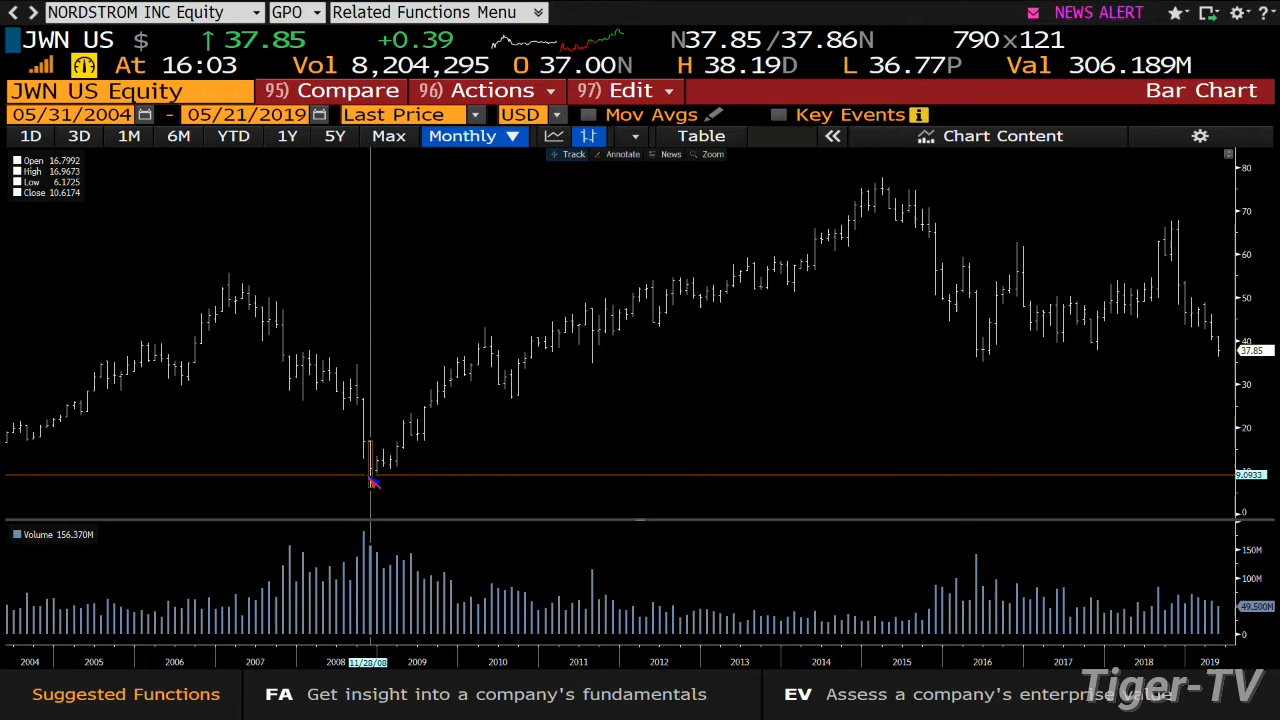 NORDSTROM INC Equity GPO Related Functions Menu NEWS ALERT ?
JWN US $ ↑ 37.85 +0.39 N37.85/37.86N 790x121
At 16:03 Vol 8,204,295 O 37.00N H 38.19D L 36.77P Val 306.189M
JWN US Equity 95) Compare 96) Actions 97) Edit Bar Chart
05/31/2004 - 05/21/2019 Last Price USD Mov Avgs Key Events i
1D 3D 1M 6M YTD 1Y 5Y Max Monthly ▼ Table << Chart Content
Track Annotate News Zoom
Open 16.7992
High 16.9673
Low 6.1725
Close 10.6174
80
70
60
50
40
37.85
30
20
9.0933
0
Volume 156.370M
150M
100M
49.500M
0
2004 2005 2006 2007 2008 11/28/08 2009 2010 2011 2012 2013 2014 2015 2016 2017 2018 2019
Suggested Functions FA Get insight into a company's fundamentals EV Assess a company's enterprise value
Tiger-TV